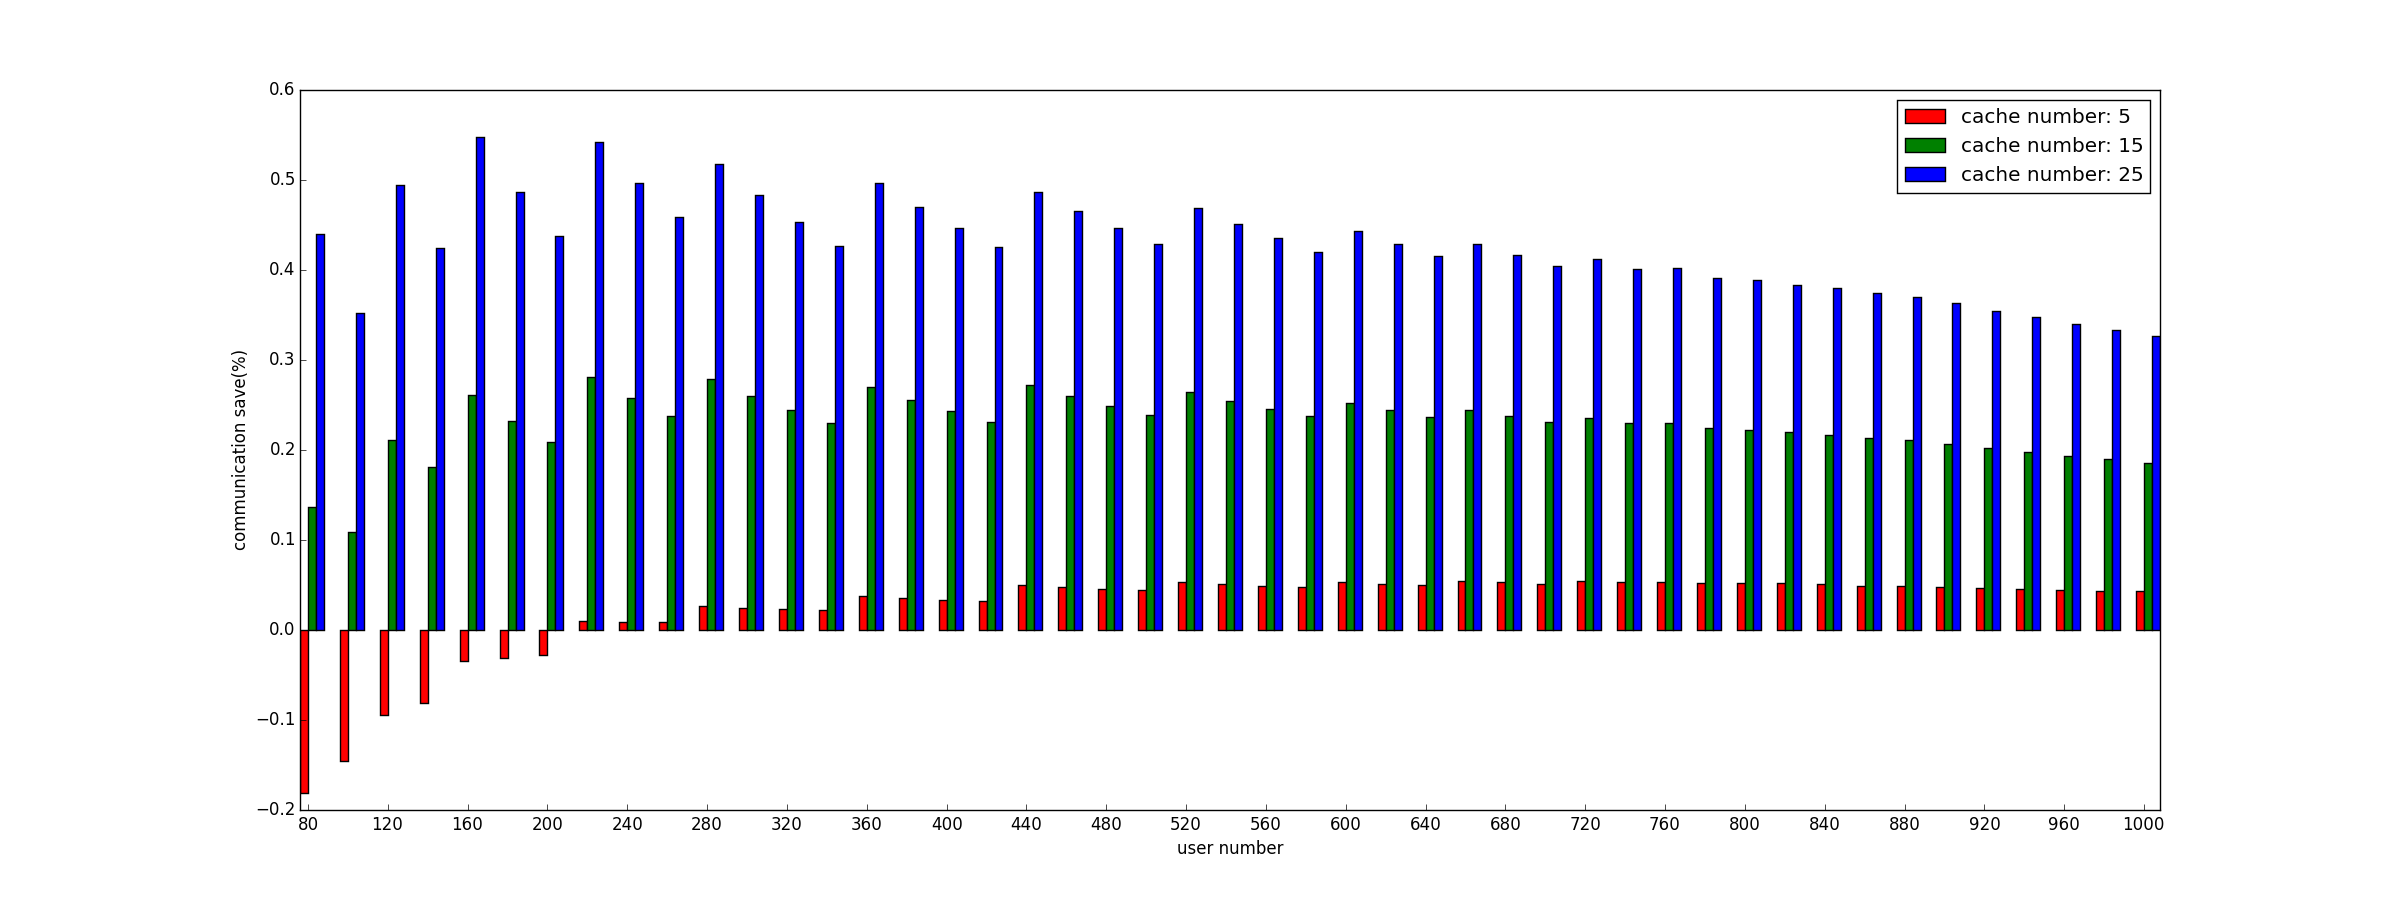 0.6
0.5
0.4
0.3
0.2
0.1
0.0
−0.1
−0.2
communication save(%)
cache number: 5
cache number: 15
cache number: 25
80 120 160 200 240 280 320 360 400 440 480 520 560 600 640 680 720 760 800 840 880 920 960 1000
user number